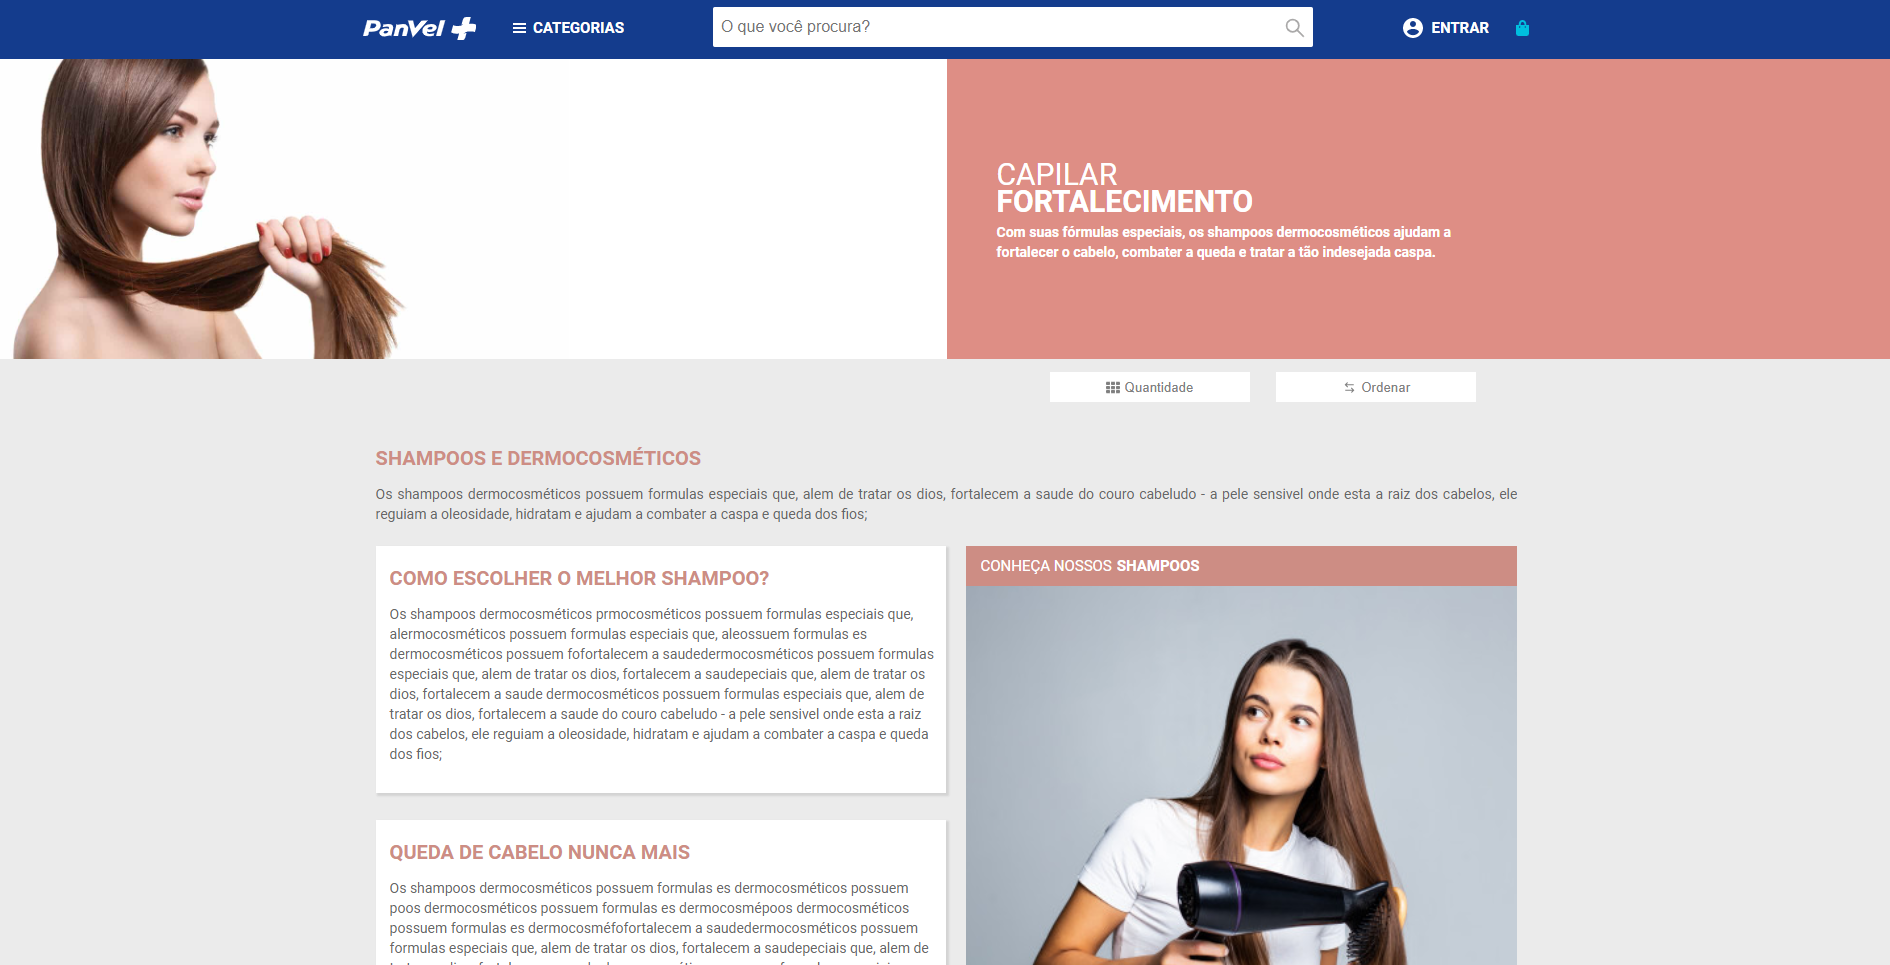 PanVel
CATEGORIAS
O que você procura?
ENTRAR
CAPILAR
FORTALECIMENTO
Com suas fórmulas especiais, os shampoos dermocosméticos ajudam a
fortalecer o cabelo, combater a queda e tratar a tão indesejada caspa.
Quantidade
Ordenar
SHAMPOOS E DERMOCOSMÉTICOS
Os shampoos dermocosméticos possuem formulas especiais que, alem de tratar os dios, fortalecem a saude do couro cabeludo - a pele sensivel onde esta a raiz dos cabelos, ele
reguiam a oleosidade, hidratam e ajudam a combater a caspa e queda dos fios;
COMO ESCOLHER O MELHOR SHAMPOO?
Os shampoos dermocosméticos prmocosméticos possuem formulas especiais que,
alermocosméticos possuem formulas especiais que, aleossuem formulas es
dermocosméticos possuem fofortalecem a saudedermocosméticos possuem formulas
especiais que, alem de tratar os dios, fortalecem a saudepeciais que, alem de tratar os
dios, fortalecem a saude dermocosméticos possuem formulas especiais que, alem de
tratar os dios, fortalecem a saude do couro cabeludo - a pele sensivel onde esta a raiz
dos cabelos, ele reguiam a oleosidade, hidratam e ajudam a combater a caspa e queda
dos fios;
CONHEÇA NOSSOS SHAMPOOS
QUEDA DE CABELO NUNCA MAIS
Os shampoos dermocosméticos possuem formulas es dermocosméticos possuem
poos dermocosméticos possuem formulas es dermocosmépoos dermocosméticos
possuem formulas es dermocosméfofortalecem a saudedermocosméticos possuem
formulas especiais que, alem de tratar os dios, fortalecem a saudepeciais que, alem de